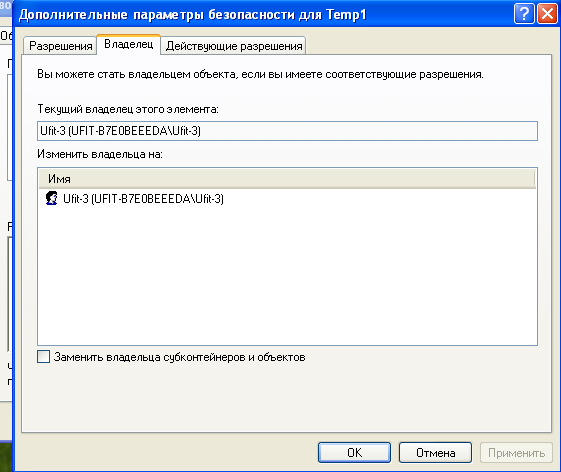 Дополнительные параметры безопасности для Temp1
Разрешения Владелец Действующие разрешения
Вы можете стать владельцем объекта, если вы имеете соответствующие разрешения.
Текущий владелец этого элемента:
Ufit-3 (UFIT-B7E0BEEEDA\Ufit-3)
Изменить владельца на:
Имя
Ufit-3 (UFIT-B7E0BEEEDA\Ufit-3)
Заменить владельца субконтейнеров и объектов
OK Отмена Применить